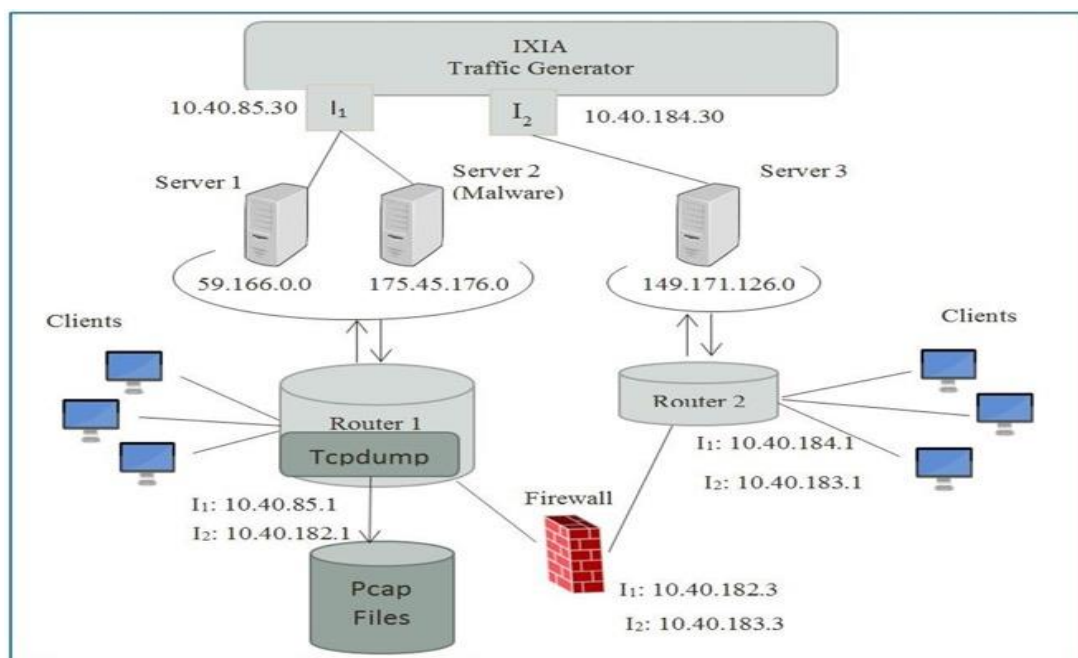 IXIA
Traffic Generator
10.40.85.30
I₁
I₂
10.40.184.30
Server 1
Server 2
(Malware)
Server 3
59.166.0.0
175.45.176.0
149.171.126.0
Clients
Clients
Router 1
Tcpdump
Router 2
I₁: 10.40.184.1
I₂: 10.40.183.1
I₁: 10.40.85.1
I₂: 10.40.182.1
Firewall
Pcap
Files
I₁: 10.40.182.3
I₂: 10.40.183.3